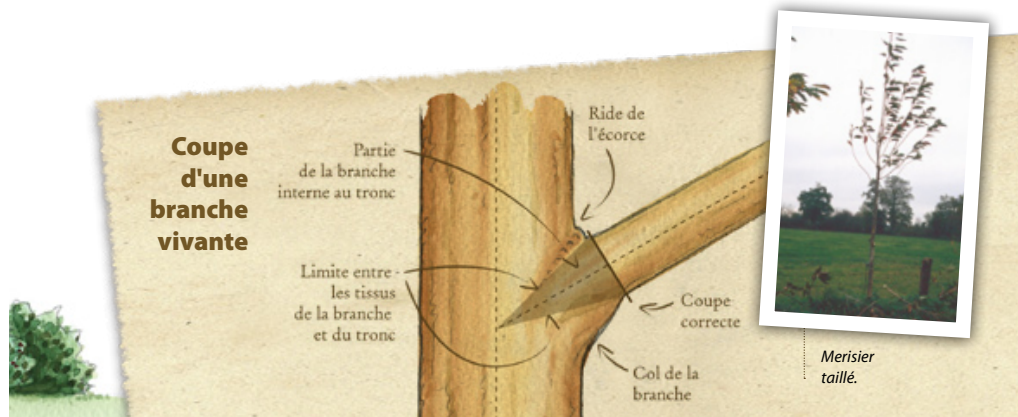 Coupe
d'une
branche
vivante
Partie
de la branche
interne au tronc
Limite entre
les tissus
de la branche
et du tronc
Ride de
l'écorce
Coupe
correcte
Col de la
branche
Merisier
taillé.